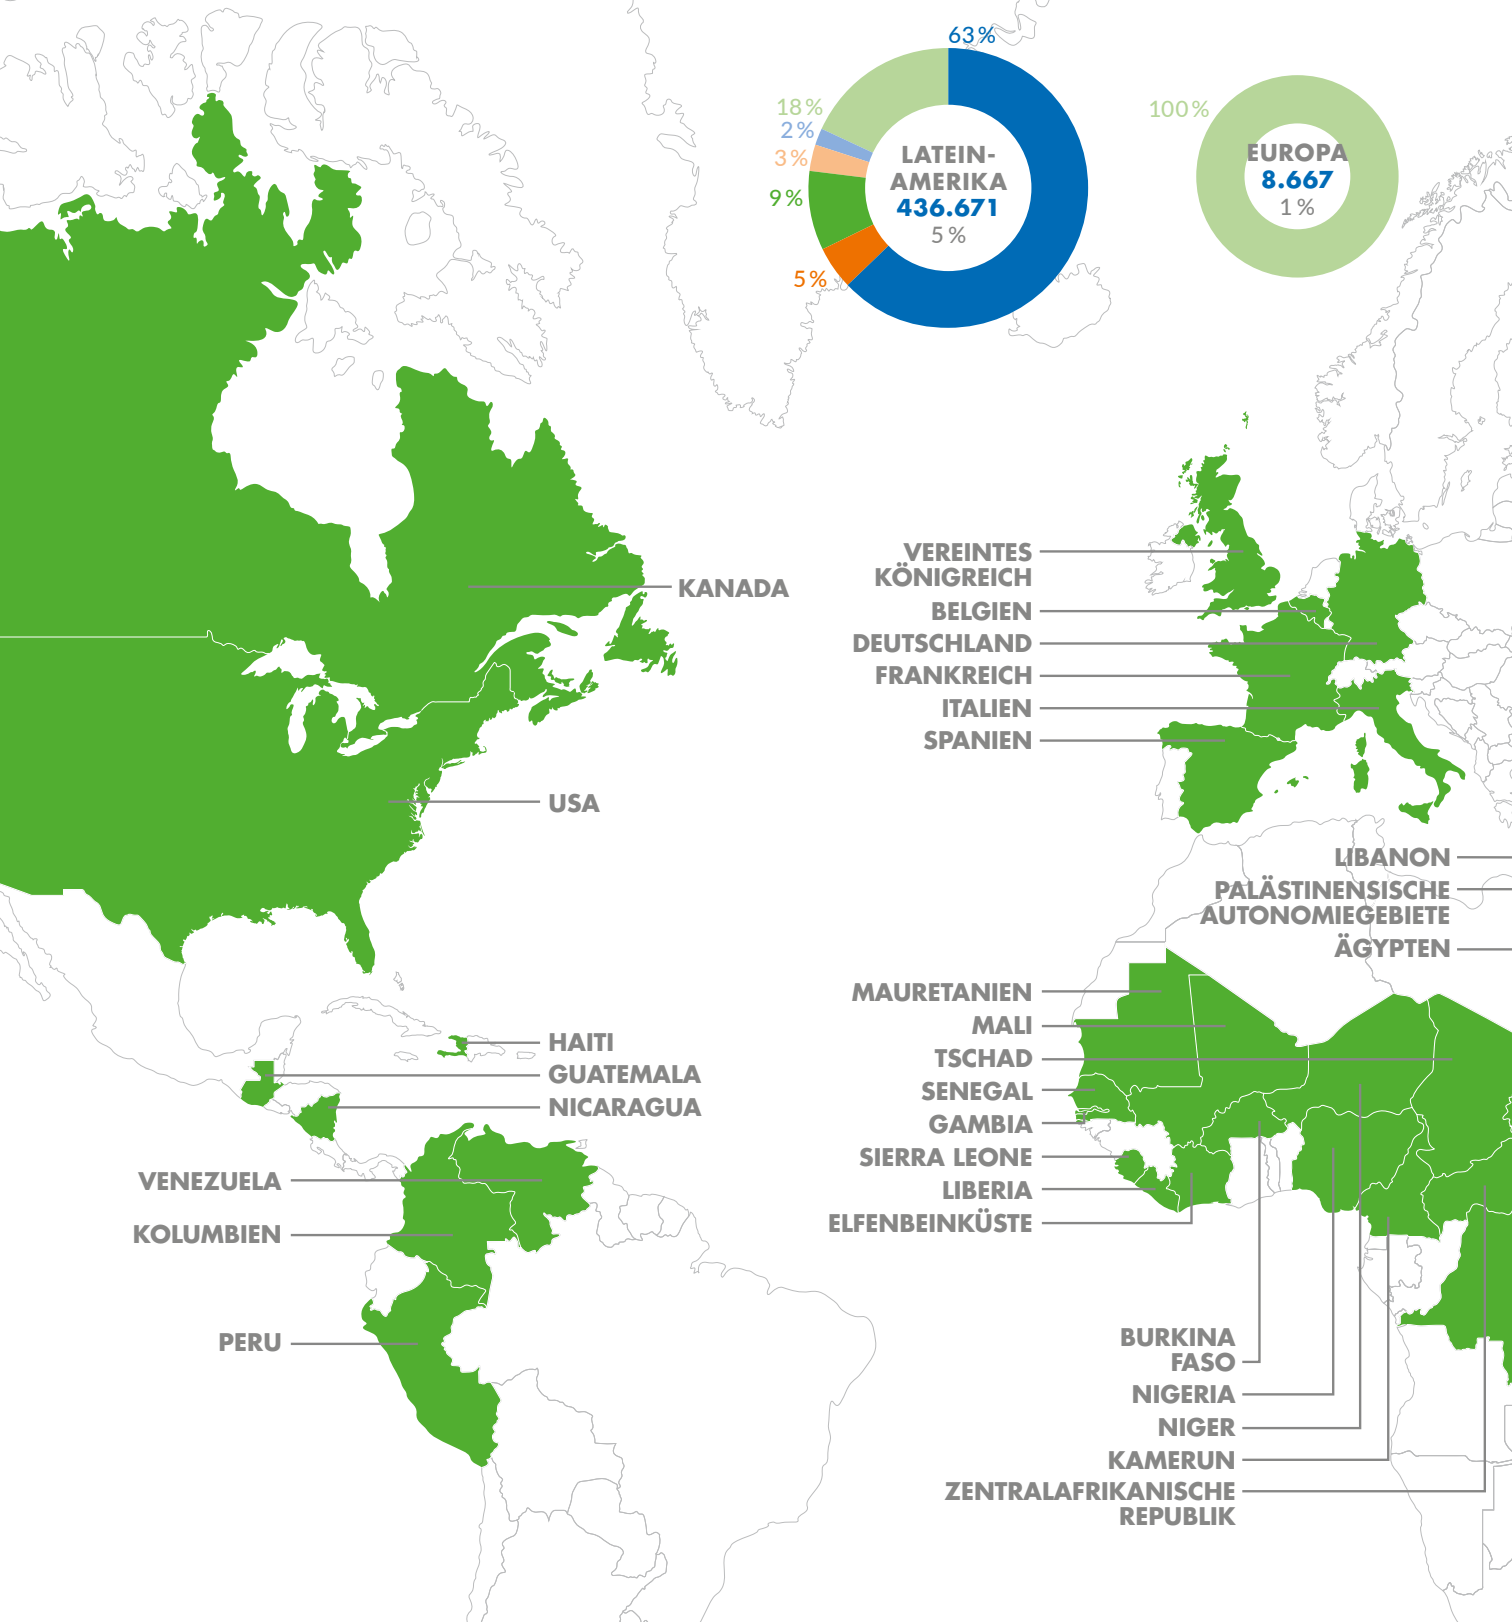 63%
18%
2%
3%
9%
5%
LATEIN-
AMERIKA
436.671
5%
100%
EUROPA
8.667
1%
KANADA
USA
HAITI
GUATEMALA
NICARAGUA
VENEZUELA
KOLUMBIEN
PERU
VEREINTES
KÖNIGREICH
BELGIEN
DEUTSCHLAND
FRANKREICH
ITALIEN
SPANIEN
LIBANON
PALÄSTINENSISCHE
AUTONOMIEGEBIETE
ÄGYPTEN
MAURETANIEN
MALI
TSCHAD
SENEGAL
GAMBIA
SIERRA LEONE
LIBERIA
ELFENBEINKÜSTE
BURKINA
FASO
NIGERIA
NIGER
KAMERUN
ZENTRALAFRIKANISCHE
REPUBLIK